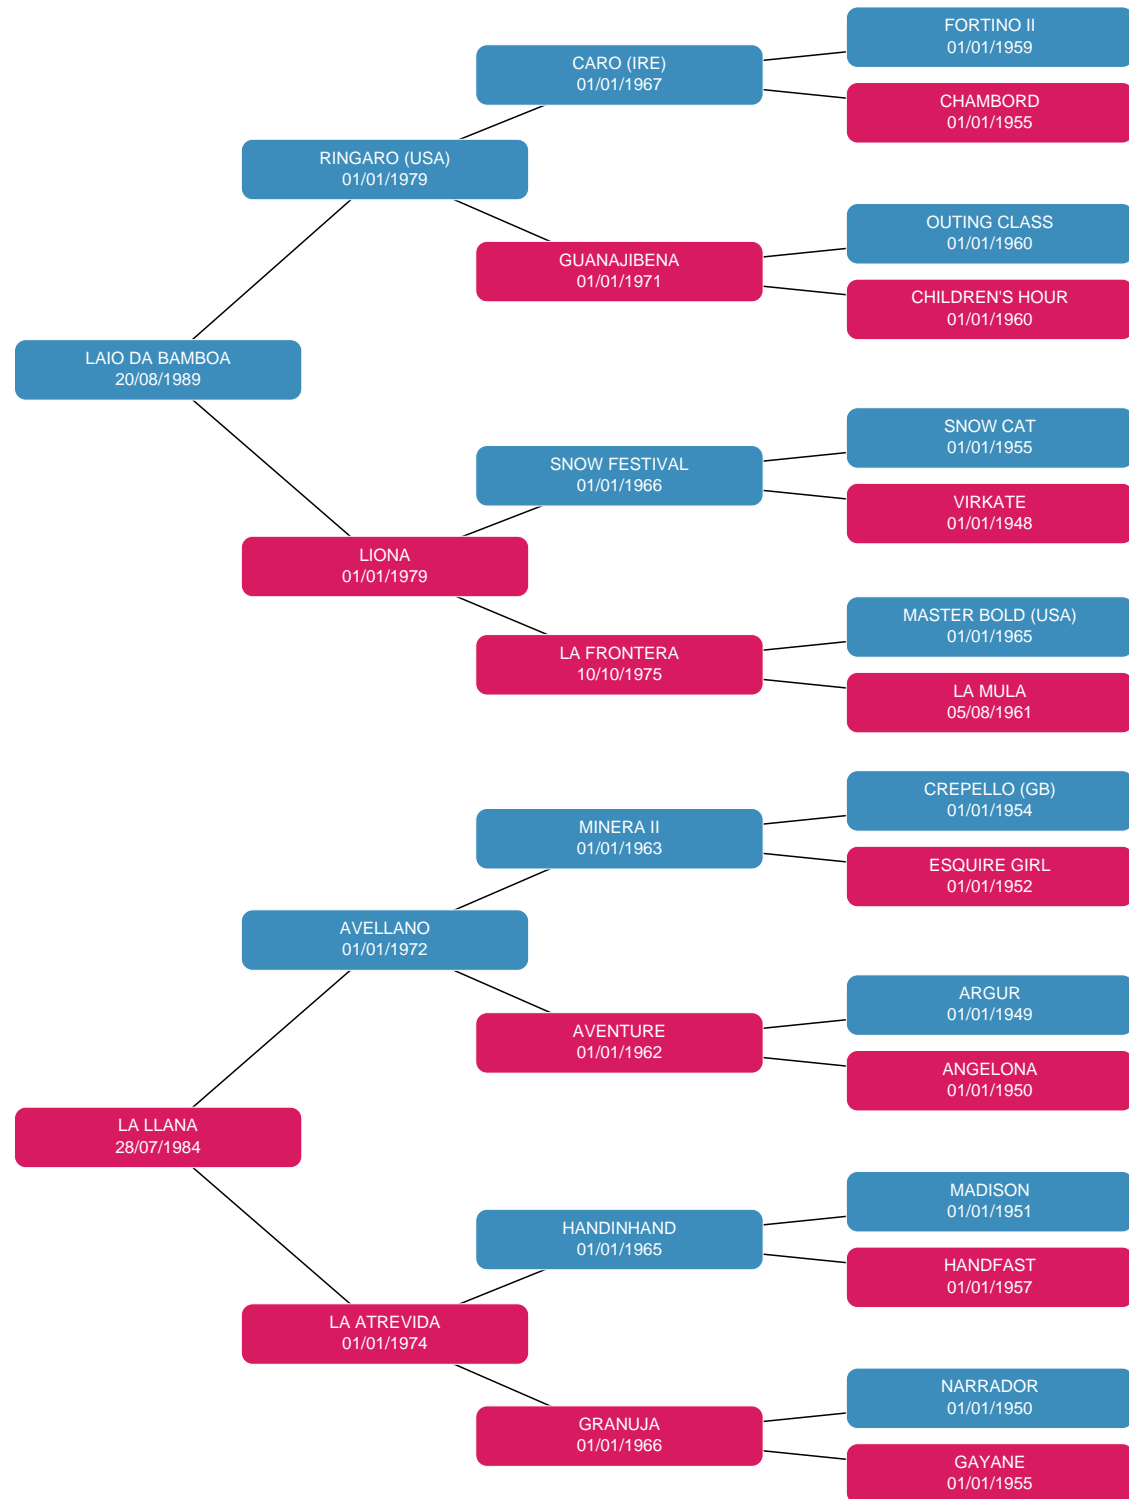 FORTINO II
01/01/1959
CARO (IRE)
01/01/1967
CHAMBORD
01/01/1955
RINGARO (USA)
01/01/1979
OUTING CLASS
01/01/1960
GUANAJIBENA
01/01/1971
CHILDREN'S HOUR
01/01/1960
LAIO DA BAMBOA
20/08/1989
SNOW CAT
01/01/1955
SNOW FESTIVAL
01/01/1966
VIRKATE
01/01/1948
LIONA
01/01/1979
MASTER BOLD (USA)
01/01/1965
LA FRONTERA
10/10/1975
LA MULA
05/08/1961
CREPELLO (GB)
01/01/1954
MINERA II
01/01/1963
ESQUIRE GIRL
01/01/1952
AVELLANO
01/01/1972
ARGUR
01/01/1949
AVENTURE
01/01/1962
ANGELONA
01/01/1950
LA LLANA
28/07/1984
MADISON
01/01/1951
HANDINHAND
01/01/1965
HANDFAST
01/01/1957
LA ATREVIDA
01/01/1974
NARRADOR
01/01/1950
GRANUJA
01/01/1966
GAYANE
01/01/1955